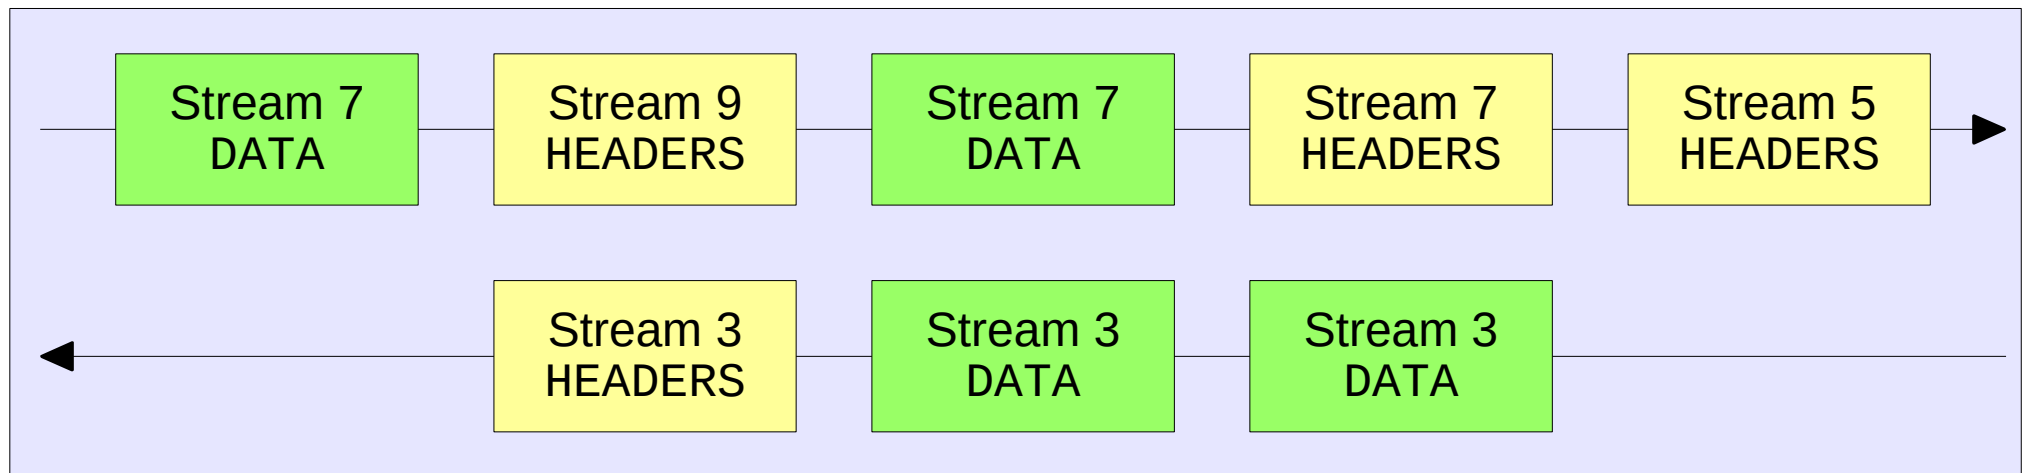 Stream 7
DATA
Stream 9
HEADERS
Stream 7
DATA
Stream 7
HEADERS
Stream 5
HEADERS
Stream 3
HEADERS
Stream 3
DATA
Stream 3
DATA